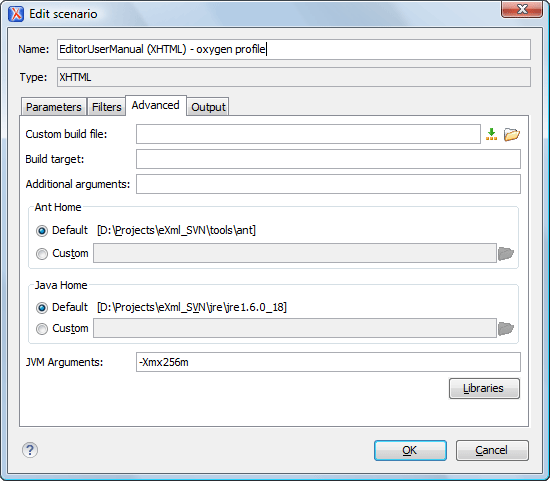 Edit scenario
Name: EditorUserManual (XHTML) - oxygen profile
Type: XHTML
Parameters Filters Advanced Output
Custom build file:
Build target:
Additional arguments:
Ant Home
Default [D:\Projects\eXml_SVN\tools\ant]
Custom
Java Home
Default [D:\Projects\eXml_SVN\jre\jre1.6.0_18]
Custom
JVM Arguments: -Xmx256m
Libraries
? OK Cancel